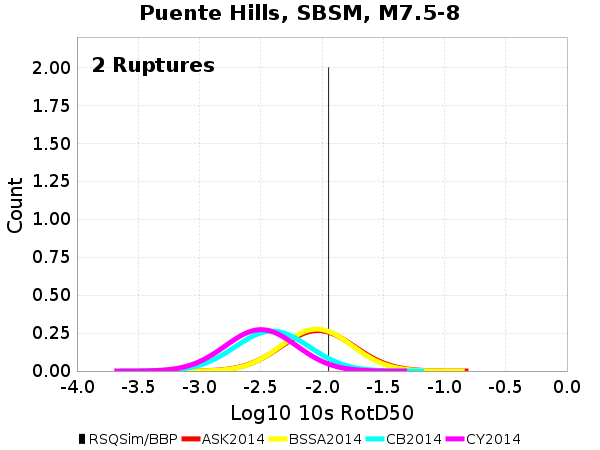 Puente Hills, SBSM, M7.5-8
2 Ruptures
Count
2.00
1.75
1.50
1.25
1.00
0.75
0.50
0.25
0.00
-4.0 -3.5 -3.0 -2.5 -2.0 -1.5 -1.0 -0.5 0.0
Log10 10s RotD50
RSQSim/BBP ASK2014 BSSA2014 CB2014 CY2014